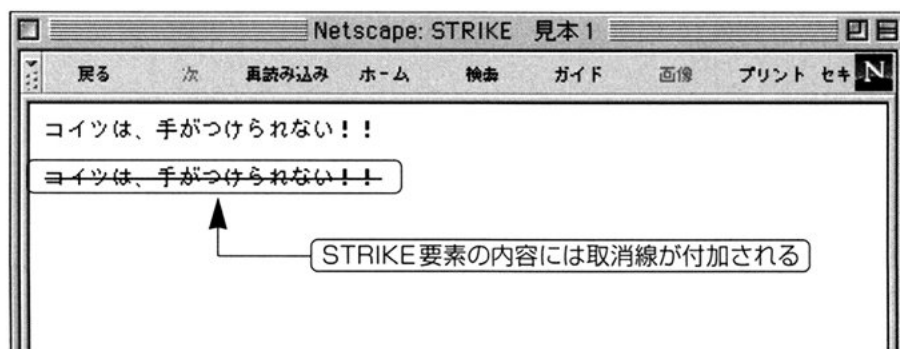 Netscape: STRIKE 見本1
戻る 次 再読み込み ホーム 検索 ガイド 画像 プリント セキ N
コイツは、手がつけられない！！
コイツは、手がつけられない！！
STRIKE要素の内容には取消線が付加される